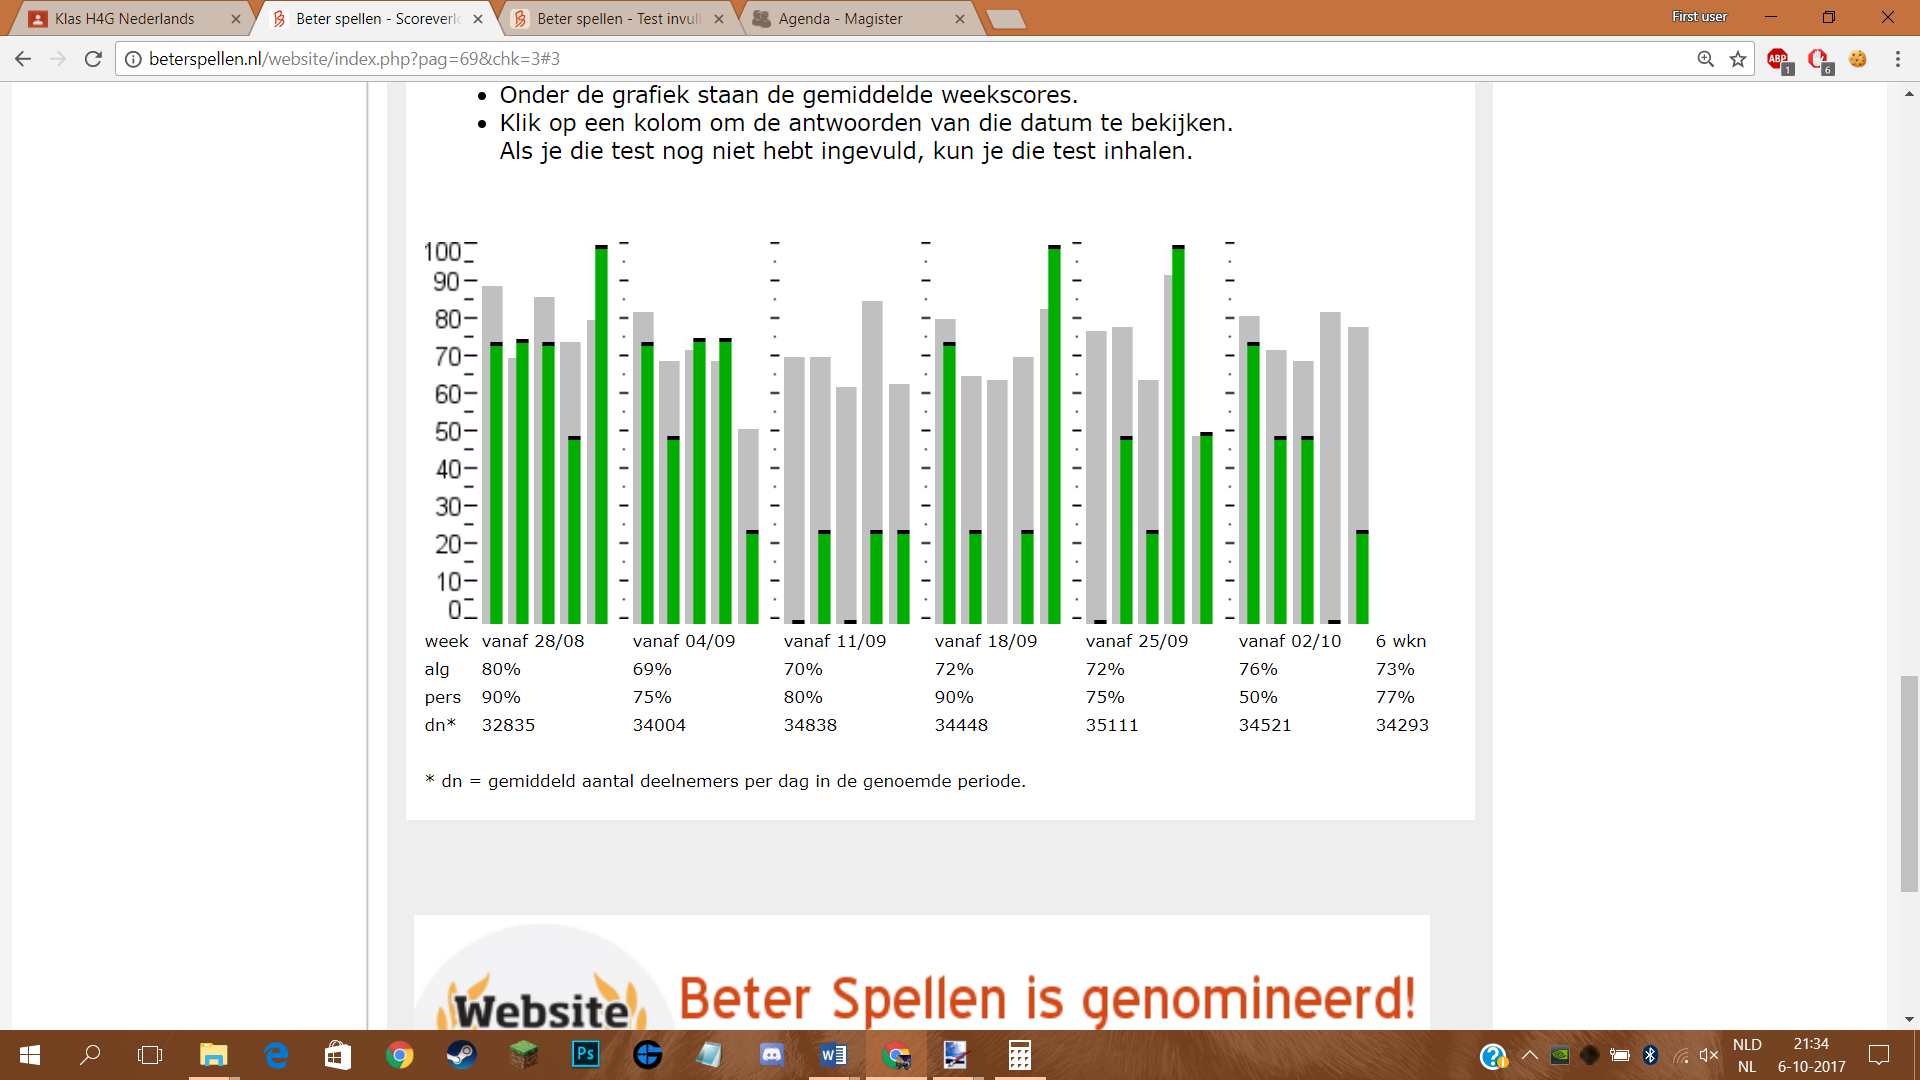 Klas H4G Nederlands
Beter spellen - Scoreverlo
Beter spellen - Test invull
Agenda - Magister
First user
beterspellen.nl/website/index.php?pag=69&chk=3#3
ABP
1
6
• Onder de grafiek staan de gemiddelde weekscores.
• Klik op een kolom om de antwoorden van die datum te bekijken.
Als je die test nog niet hebt ingevuld, kun je die test inhalen.
100
90
80
70
60
50
40
30
20
10
0
week vanaf 28/08 vanaf 04/09 vanaf 11/09 vanaf 18/09 vanaf 25/09 vanaf 02/10 6 wkn
alg 80% 69% 70% 72% 72% 76% 73%
pers 90% 75% 80% 90% 75% 50% 77%
dn* 32835 34004 34838 34448 35111 34521 34293
* dn = gemiddeld aantal deelnemers per dag in de genoemde periode.
Website
Beter Spellen is genomineerd!
Ps
NLD
NL
21:34
6-10-2017